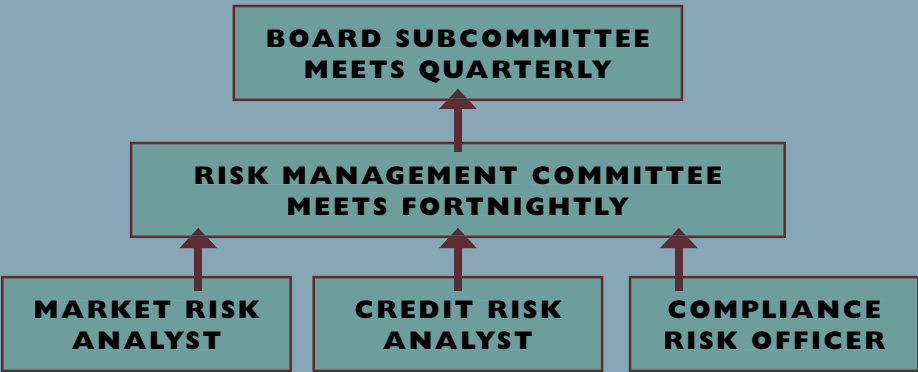 BOARD SUBCOMMITTEE
MEETS QUARTERLY
RISK MANAGEMENT COMMITTEE
MEETS FORTNIGHTLY
MARKET RISK
ANALYST
CREDIT RISK
ANALYST
COMPLIANCE
RISK OFFICER